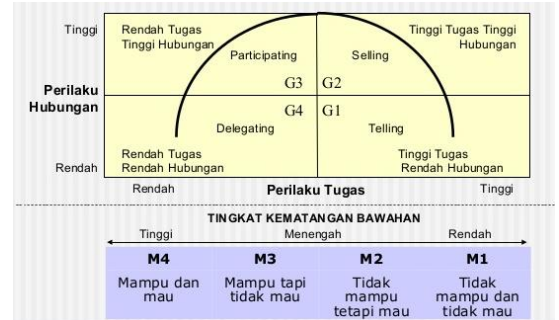 Tinggi
Rendah Tugas
Tinggi Hubungan
Tinggi Tugas Tinggi
Hubungan
Participating
Selling
G3
G2
Perilaku
Hubungan
G4
G1
Delegating
Telling
Rendah Tugas
Rendah Hubungan
Tinggi Tugas
Rendah Hubungan
Rendah
Rendah
Perilaku Tugas
Tinggi
TINGKAT KEMATANGAN BAWAHAN
Tinggi
Menengah
Rendah
M4
M3
M2
M1
Mampu dan
mau
Mampu tapi
tidak mau
Tidak
mampu
tetapi mau
Tidak
mampu dan
tidak mau